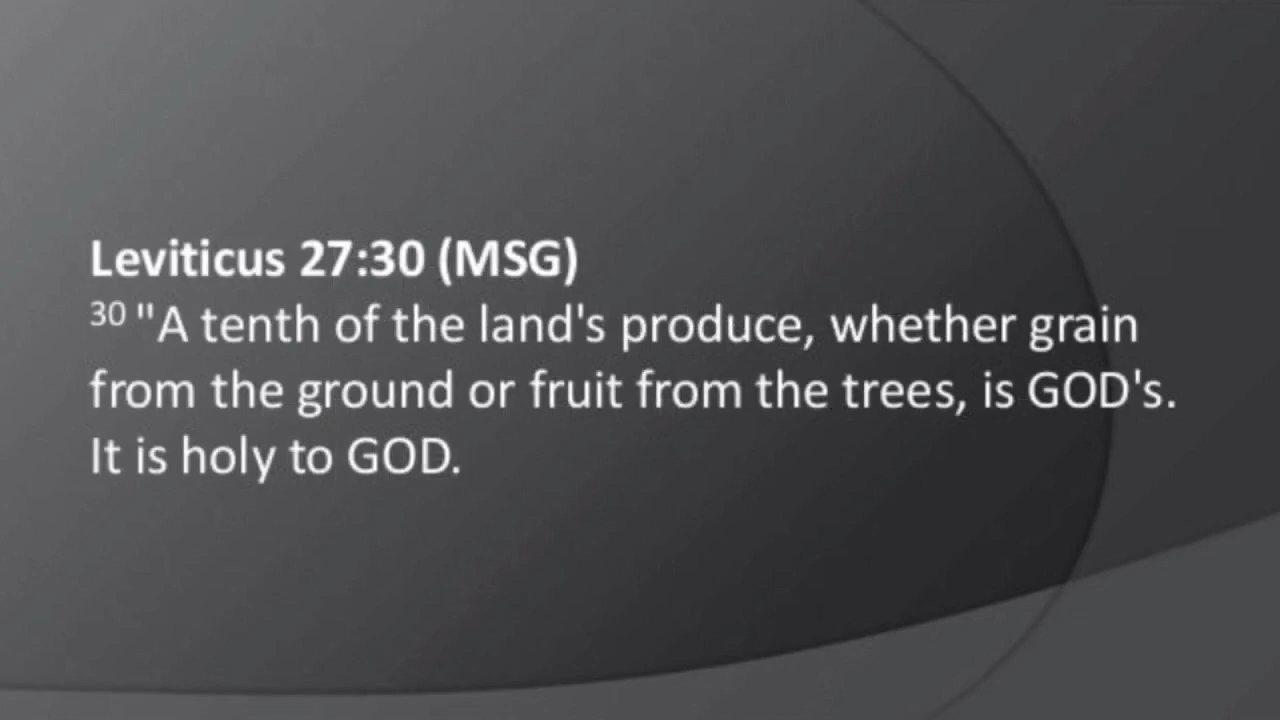 Leviticus 27:30 (MSG)
30 "A tenth of the land's produce, whether grain
from the ground or fruit from the trees, is GOD's.
It is holy to GOD.